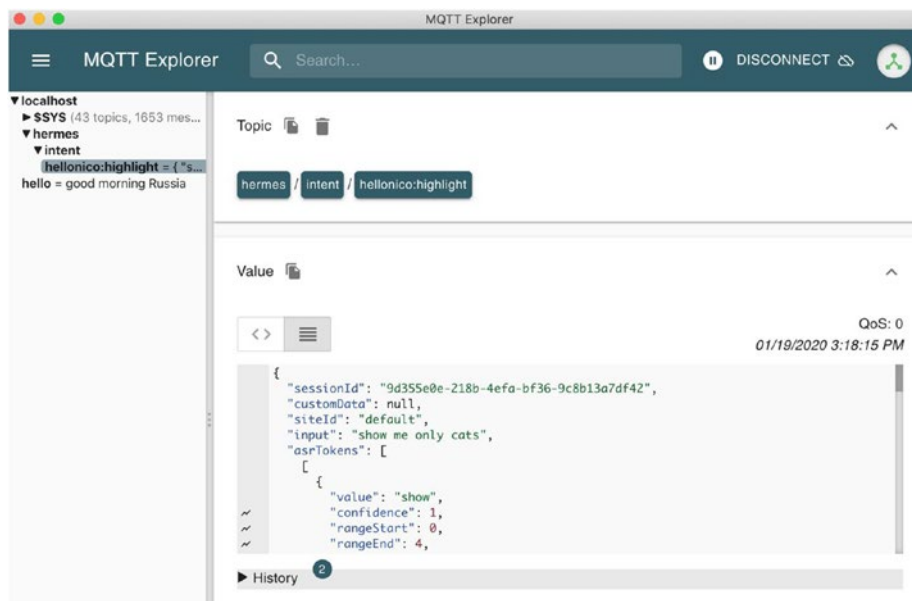 MQTT Explorer
MQTT Explorer
Search...
DISCONNECT
▼ localhost
▶ $SYS (43 topics, 1653 mes...
▼ hermes
▼ intent
hellonico:highlight = { "s...
hello = good morning Russia
Topic
hermes / intent / hellonico:highlight
Value
QoS: 0
01/19/2020 3:18:15 PM
{
"sessionId": "9d355e0e-218b-4efa-bf36-9c8b13a7df42",
"customData": null,
"siteId": "default",
"input": "show me only cats",
"asrTokens": [
[
{
"value": "show",
"confidence": 1,
"rangeStart": 0,
"rangeEnd": 4,
▶ History 2